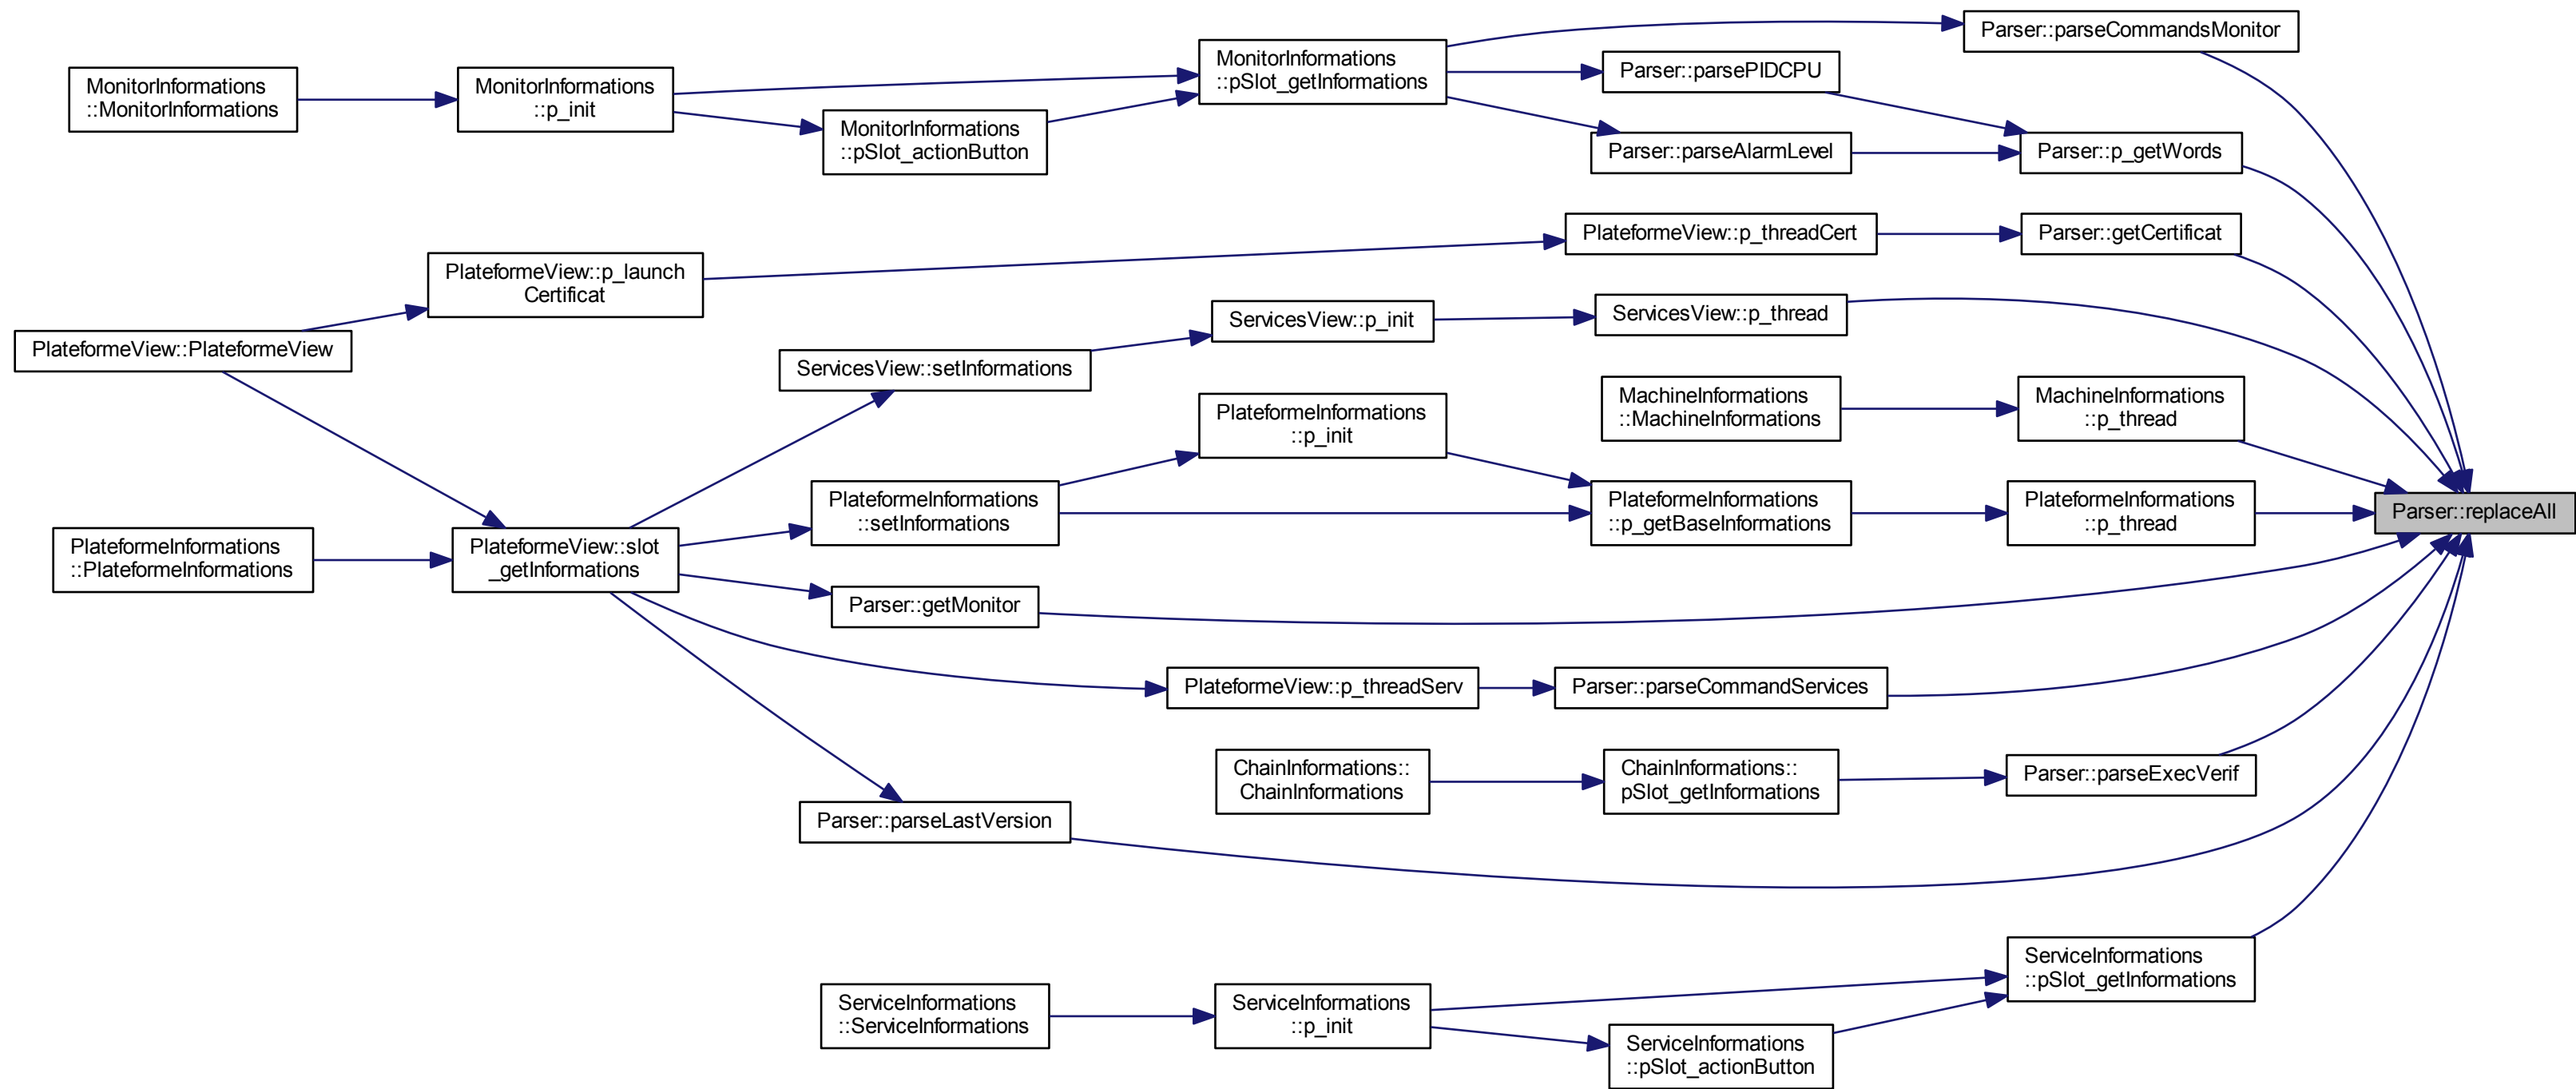 Parser::parseCommandsMonitor
MonitorInformations
::pSlot_getInformations
Parser::parsePIDCPU
MonitorInformations
::MonitorInformations
MonitorInformations
::p_init
MonitorInformations
::pSlot_actionButton
Parser::parseAlarmLevel
Parser::p_getWords
PlateformeView::p_threadCert
Parser::getCertificat
PlateformeView::p_launch
Certificat
ServicesView::p_init
ServicesView::p_thread
PlateformeView::PlateformeView
ServicesView::setInformations
MachineInformations
::MachineInformations
MachineInformations
::p_thread
PlateformeInformations
::p_init
PlateformeInformations
::setInformations
PlateformeInformations
::p_getBaseInformations
PlateformeInformations
::p_thread
Parser::replaceAll
PlateformeInformations
::PlateformeInformations
PlateformeView::slot
_getInformations
Parser::getMonitor
PlateformeView::p_threadServ
Parser::parseCommandServices
ChainInformations::
ChainInformations
ChainInformations::
pSlot_getInformations
Parser::parseExecVerif
Parser::parseLastVersion
ServiceInformations
::pSlot_getInformations
ServiceInformations
::ServiceInformations
ServiceInformations
::p_init
ServiceInformations
::pSlot_actionButton